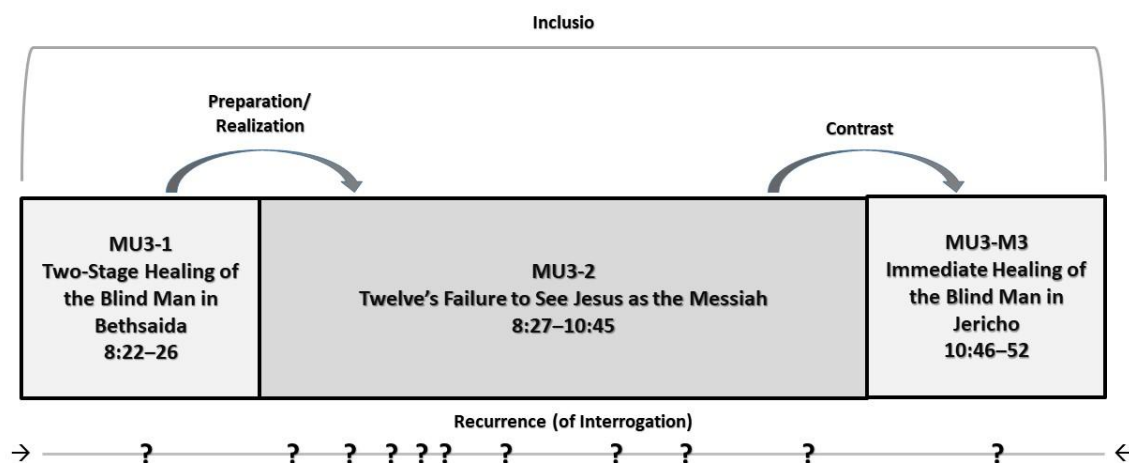 Inclusio
Preparation/
Realization
Contrast
MU3-1
Two-Stage Healing of
the Blind Man in
Bethsaida
8:22–26
MU3-2
Twelve's Failure to See Jesus as the Messiah
8:27–10:45
MU3-M3
Immediate Healing of
the Blind Man in
Jericho
10:46–52
Recurrence (of Interrogation)
→ ? ? ? ? ? ? ? ? ? ? ? ←